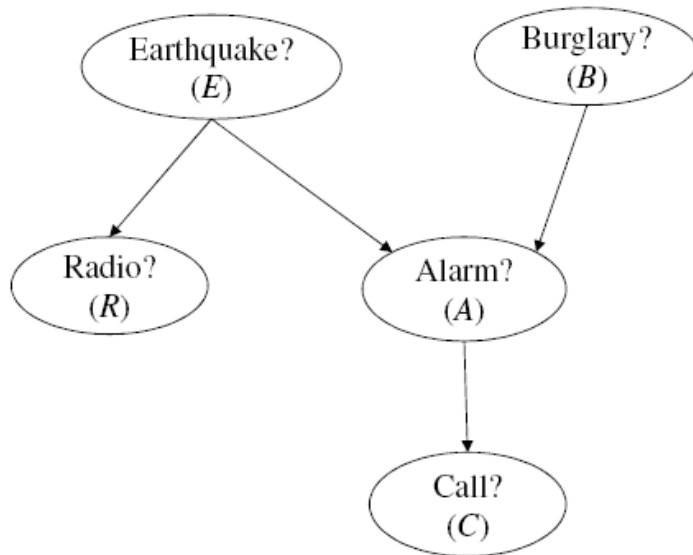 Earthquake?
(E)
Burglary?
(B)
Radio?
(R)
Alarm?
(A)
Call?
(C)